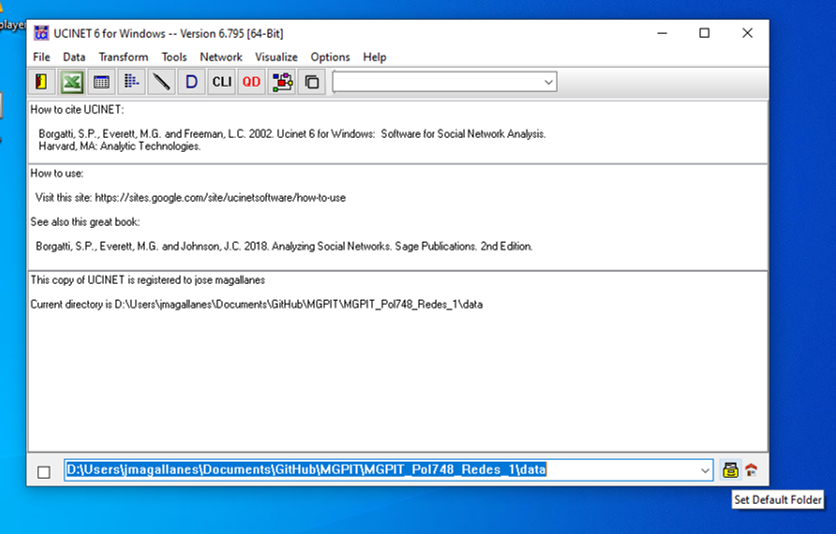 player
UCINET 6 for Windows -- Version 6.795 [64-Bit]
File Data Transform Tools Network Visualize Options Help
D CLI QD
How to cite UCINET:
Borgatti, S.P., Everett, M.G. and Freeman, L.C. 2002. Ucinet 6 for Windows: Software for Social Network Analysis.
Harvard, MA: Analytic Technologies.
How to use:
Visit this site: https://sites.google.com/site/ucinetsoftware/how-to-use
See also this great book:
Borgatti, S.P., Everett, M.G. and Johnson, J.C. 2018. Analyzing Social Networks. Sage Publications. 2nd Edition.
This copy of UCINET is registered to jose magallanes
Current directory is D:\Users\jmagallanes\Documents\GitHub\MGPIT\MGPIT_Pol748_Redes_1\data
D:\Users\jmagallanes\Documents\GitHub\MGPIT\MGPIT_Pol748_Redes_1\data
Set Default Folder